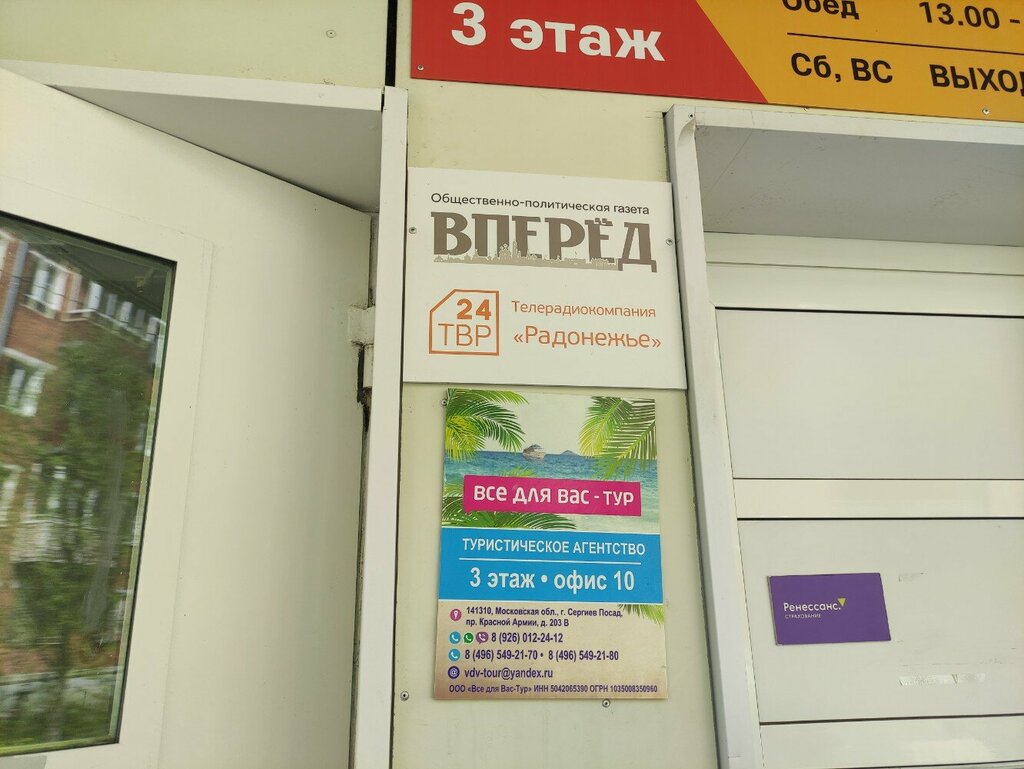 3 этаж
Обед 13.00 -
Сб, ВС
Общественно-политическая газета
ВПЕРЁД
24
ТВР
Телерадиокомпания
«Радонежье»
все для вас - тур
ТУРИСТИЧЕСКОЕ АГЕНТСТВО
3 этаж • офис 10
141310, Московская обл., г. Сергиев Посад,
пр. Красной Армии, д. 203 В
8 (926) 012-24-12
8 (496) 549-21-70 • 8 (496) 549-21-80
vdv-tour@yandex.ru
ООО «Все для Вас-Тур» ИНН 5042065390 ОГРН 1035008350960
Ренессанс
СТРАХОВАНИЕ